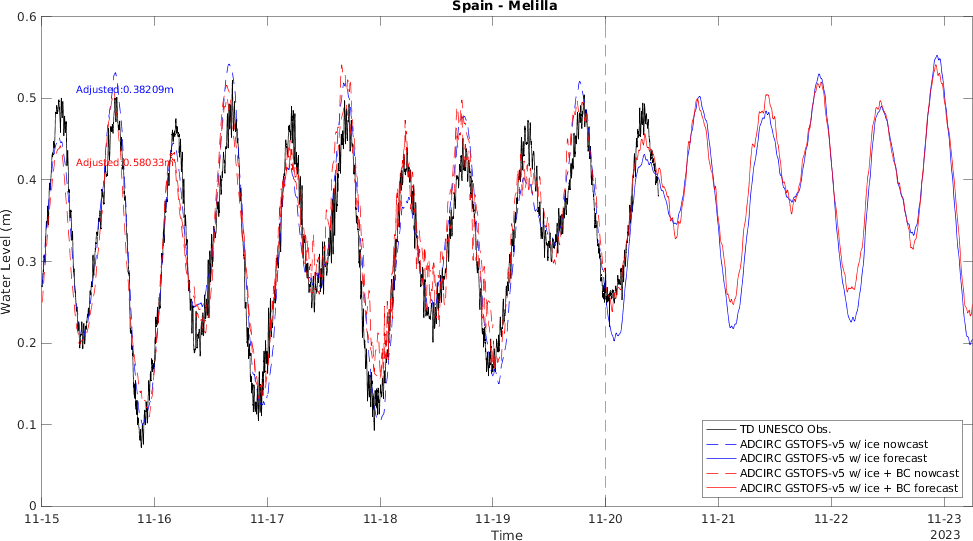 Spain - Melilla
0.6
0.5
0.4
0.3
0.2
0.1
0
Water Level (m)
Adjusted:0.38209m
Adjusted:0.58033m
TD UNESCO Obs.
ADCIRC GSTOFS-v5 w/ ice nowcast
ADCIRC GSTOFS-v5 w/ ice forecast
ADCIRC GSTOFS-v5 w/ ice + BC nowcast
ADCIRC GSTOFS-v5 w/ ice + BC forecast
11-15 11-16 11-17 11-18 11-19 11-20 11-21 11-22 11-23
Time
2023